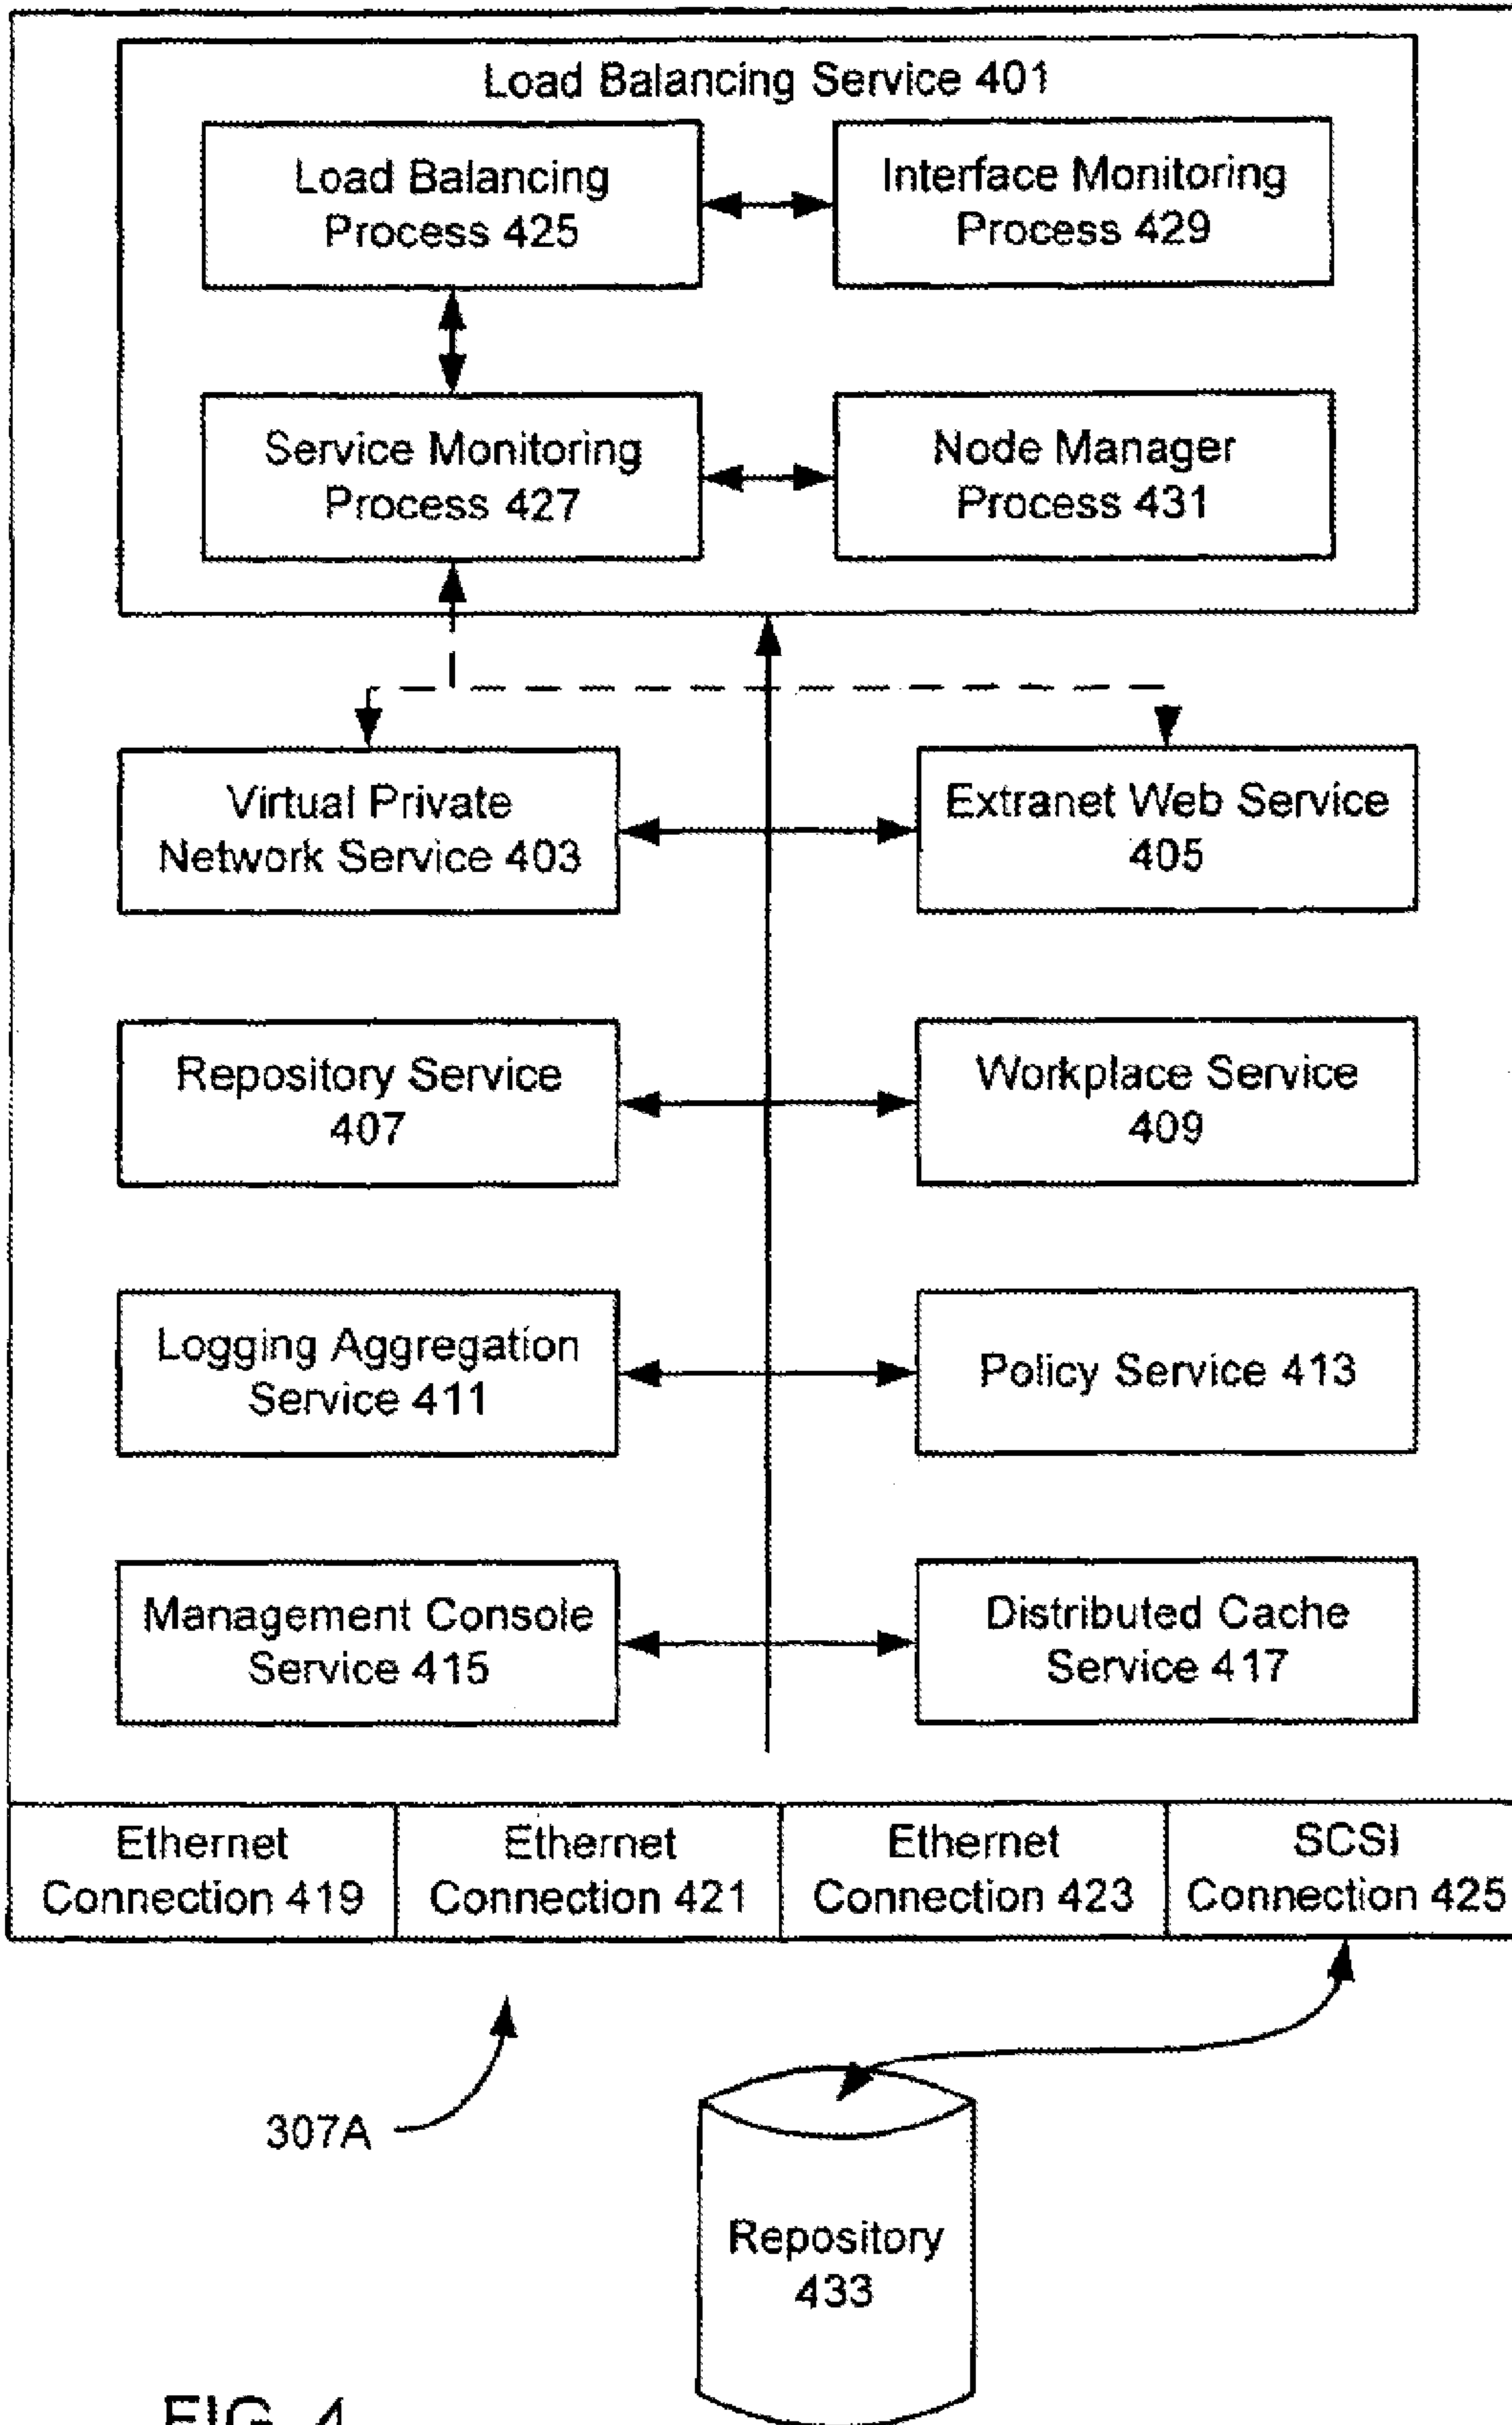 Load Balancing Service 401
Load Balancing
Process 425
Interface Monitoring
Process 429
Service Monitoring
Process 427
Node Manager
Process 431
Virtual Private
Network Service 403
Extranet Web Service
405
Repository Service
407
Workplace Service
409
Logging Aggregation
Service 411
Policy Service 413
Management Console
Service 415
Distributed Cache
Service 417
Ethernet
Connection 419
Ethernet
Connection 421
Ethernet
Connection 423
SCSI
Connection 425
307A
Repository
433
FIG. 4